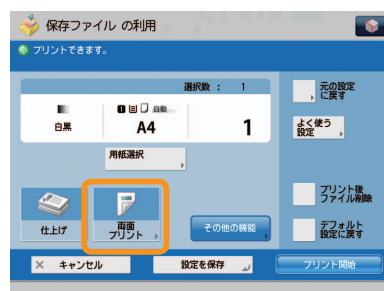 保存ファイル の利用
プリントできます。
選択数 : 1
元の設定
に戻す
1 自動
白黒
A4
1
よく使う
設定
用紙選択
プリント後
ファイル削除
仕上げ
両面
プリント
その他の機能
デフォルト
設定に戻す
× キャンセル
設定を保存
プリント開始